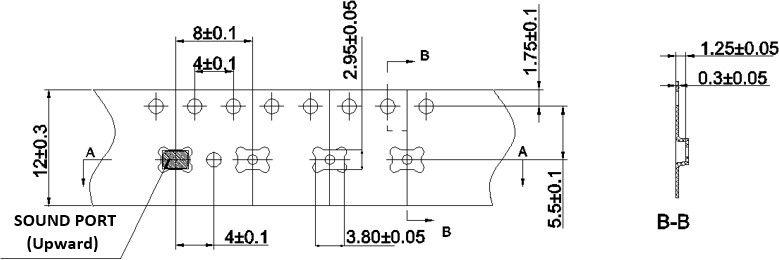 8±0.1
4±0.1
2.95±0.05
B
1.75±0.1
1.25±0.05
0.3±0.05
12±0.3
A
A
5.5±0.1
SOUND PORT
(Upward)
4±0.1
3.80±0.05
B
B-B